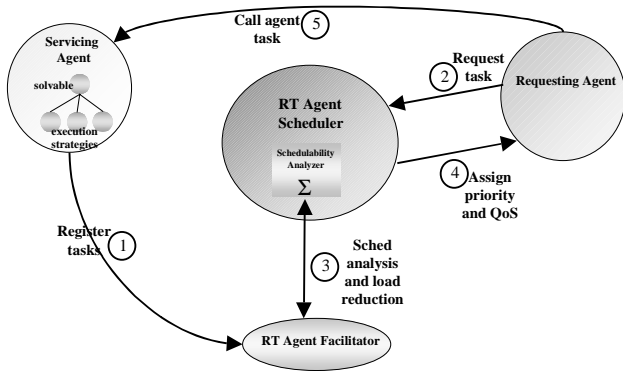 Call agent
task
5
Servicing
Agent
solvable
execution
strategies
2
Request
task
Requesting Agent
RT Agent
Scheduler
Schedulability
Analyzer
Σ
4
Assign
priority
and QoS
Register
tasks
1
3
Sched
analysis
and load
reduction
RT Agent Facilitator